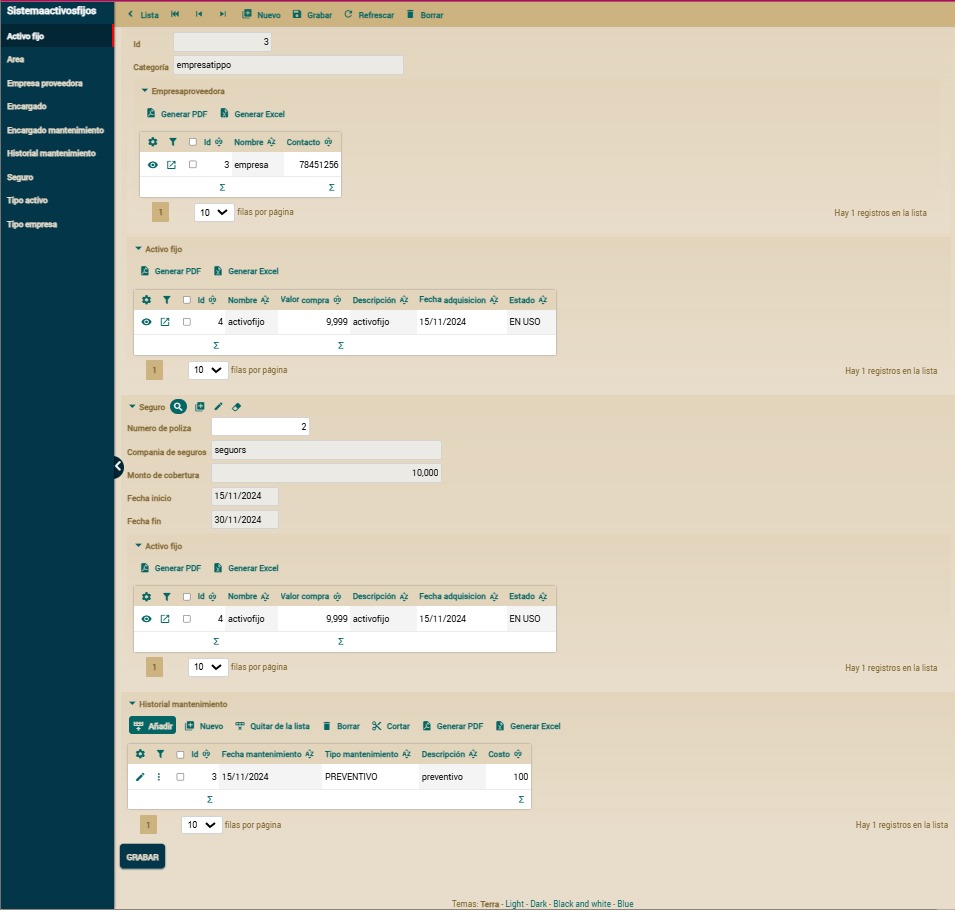 Sistemaactivosfijos
Activo fijo
Area
Empresa proveedora
Encargado
Encargado mantenimiento
Historial mantenimiento
Seguro
Tipo activo
Tipo empresa
Lista Nuevo Grabar Refrescar Borrar
Id 3
Categoría empresatippo
Empresaproveedora
Generar PDF Generar Excel
Id Nombre Contacto
3 empresa 78451256
Σ Σ
1 10 filas por página Hay 1 registros en la lista
Activo fijo
Generar PDF Generar Excel
Id Nombre Valor compra Descripción Fecha adquisicion Estado
4 activofijo 9,999 activofijo 15/11/2024 EN USO
Σ Σ
1 10 filas por página Hay 1 registros en la lista
Seguro
Numero de poliza 2
Compania de seguros seguors
Monto de cobertura 10,000
Fecha inicio 15/11/2024
Fecha fin 30/11/2024
Activo fijo
Generar PDF Generar Excel
Id Nombre Valor compra Descripción Fecha adquisicion Estado
4 activofijo 9,999 activofijo 15/11/2024 EN USO
Σ Σ
1 10 filas por página Hay 1 registros en la lista
Historial mantenimiento
Añadir Nuevo Quitar de la lista Borrar Cortar Generar PDF Generar Excel
Id Fecha mantenimiento Tipo mantenimiento Descripción Costo
3 15/11/2024 PREVENTIVO preventivo 100
Σ Σ
1 10 filas por página Hay 1 registros en la lista
GRABAR
Temas: Terra - Light - Dark - Black and white - Blue